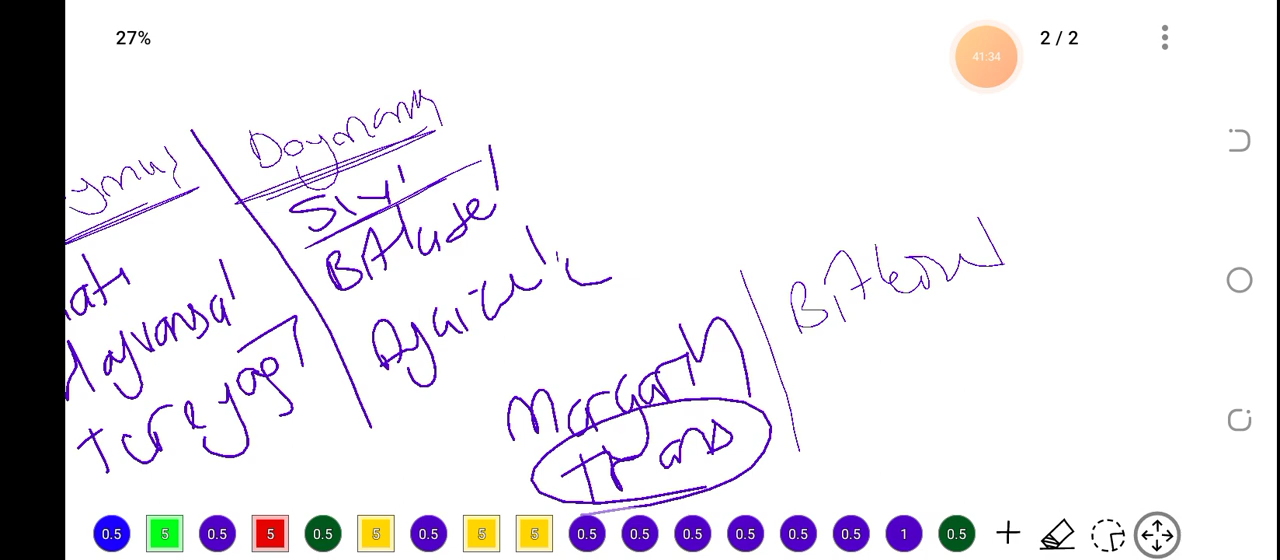 27%
41:34
2 / 2
ymuş
Doymamış
Katı
Sıvı
Hayvansal
Bitkisel
Tereyağı
Ayçiçek
Margarin
Trans
Bitkisel
0.5 5 0.5 5 0.5 5 0.5 5 5 0.5 0.5 0.5 0.5 0.5 0.5 1 0.5